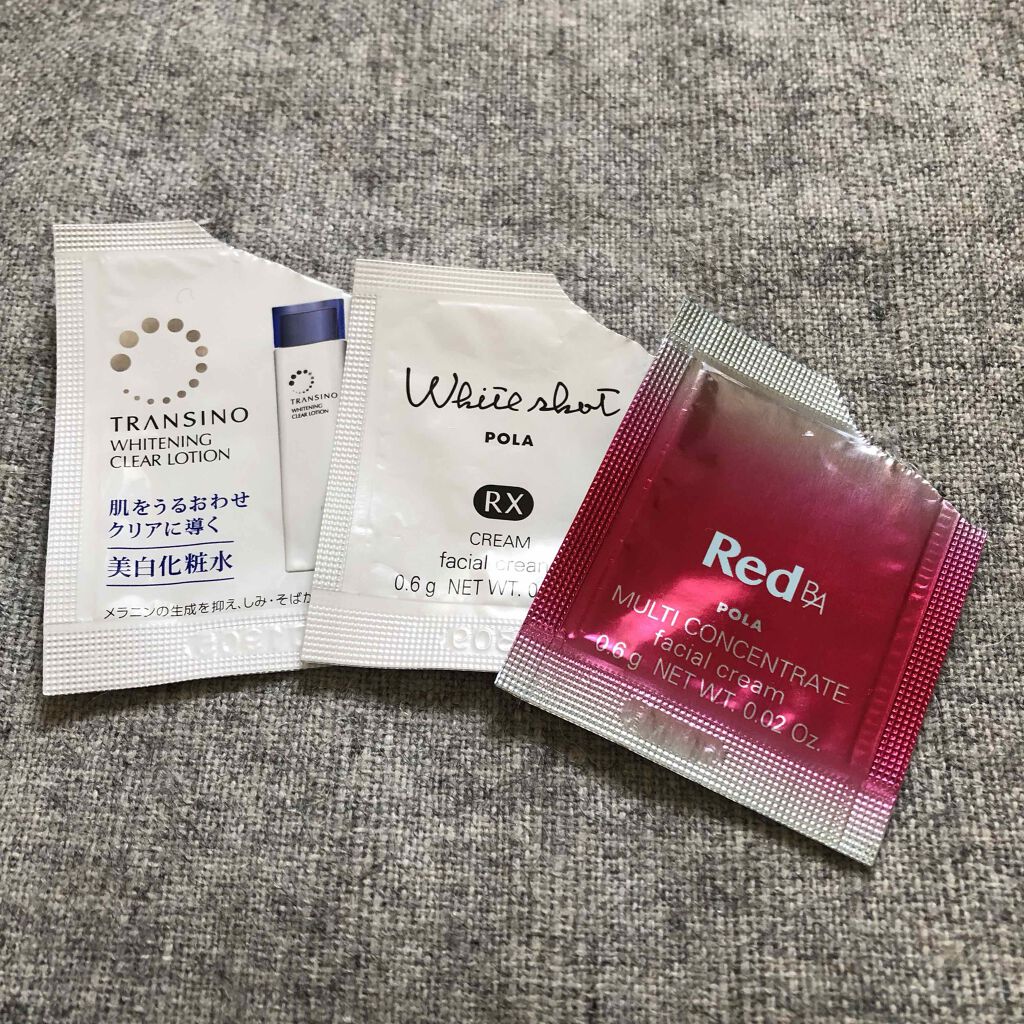 TRANSINO
WHITENING
CLEAR LOTION
肌をうるおわせ
クリアに導く
美白化粧水
メラニンの生成を抑え、しみ・そばか
TRANSINO
WHITENING
CLEAR LOTION
White shot
POLA
RX
CREAM
facial cream
0.6 g NET WT. 0
Red BA
POLA
MULTI CONCENTRATE
facial cream
0.6 g NET WT. 0.02 Oz.